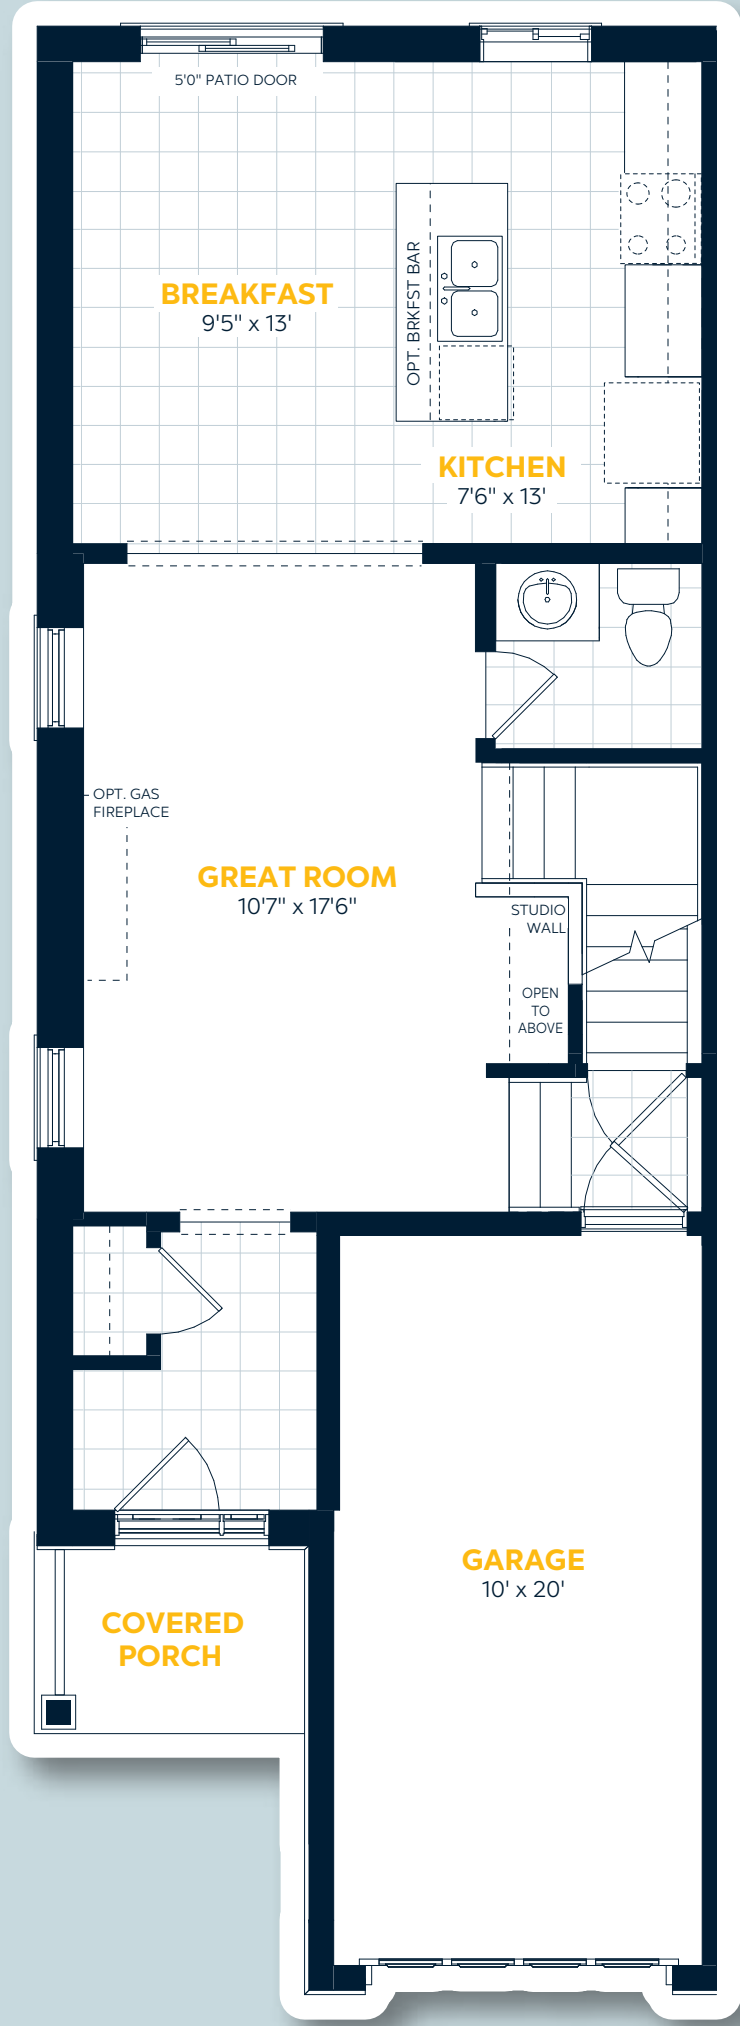 5'0" PATIO DOOR
OPT. BRKFST BAR
BREAKFAST
9'5" x 13'
KITCHEN
7'6" x 13'
OPT. GAS
FIREPLACE
GREAT ROOM
10'7" x 17'6"
STUDIO
WALL
OPEN
TO
ABOVE
GARAGE
10' x 20'
COVERED
PORCH